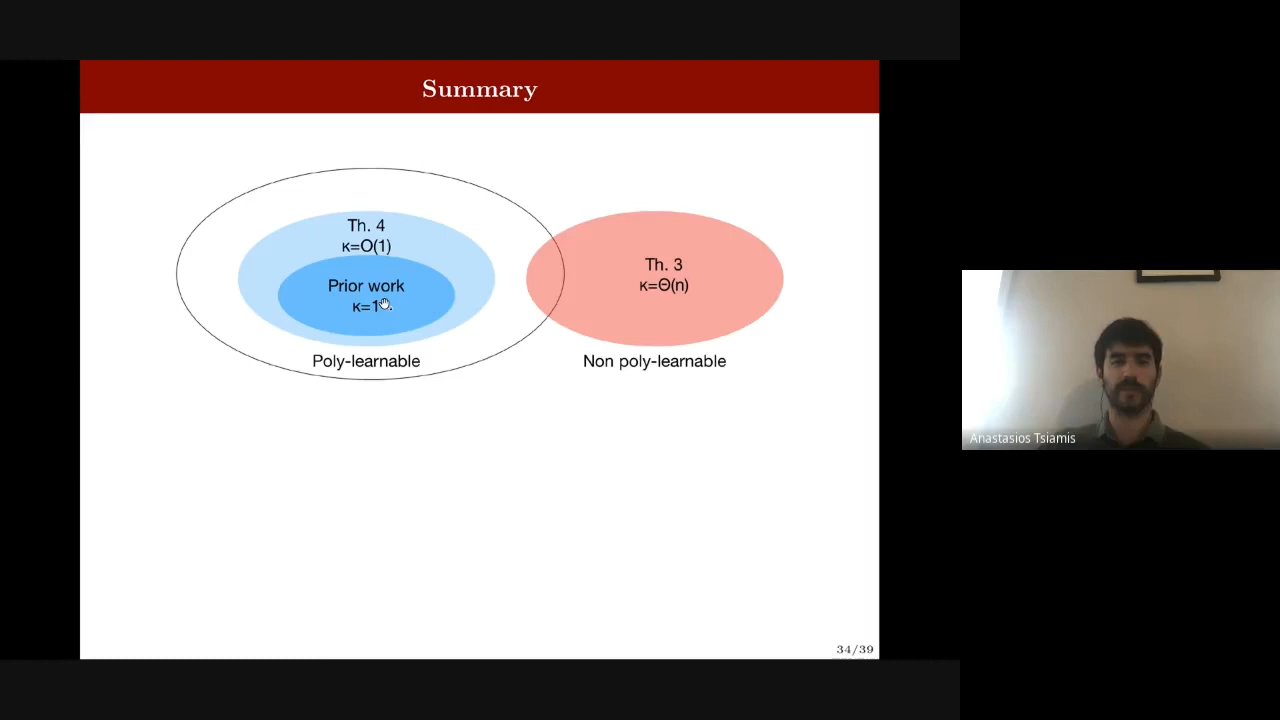 Summary
Th. 4
κ=O(1)
Prior work
κ=1
Poly-learnable
Th. 3
κ=Θ(n)
Non poly-learnable
34/39
Anastasios Tsiamis